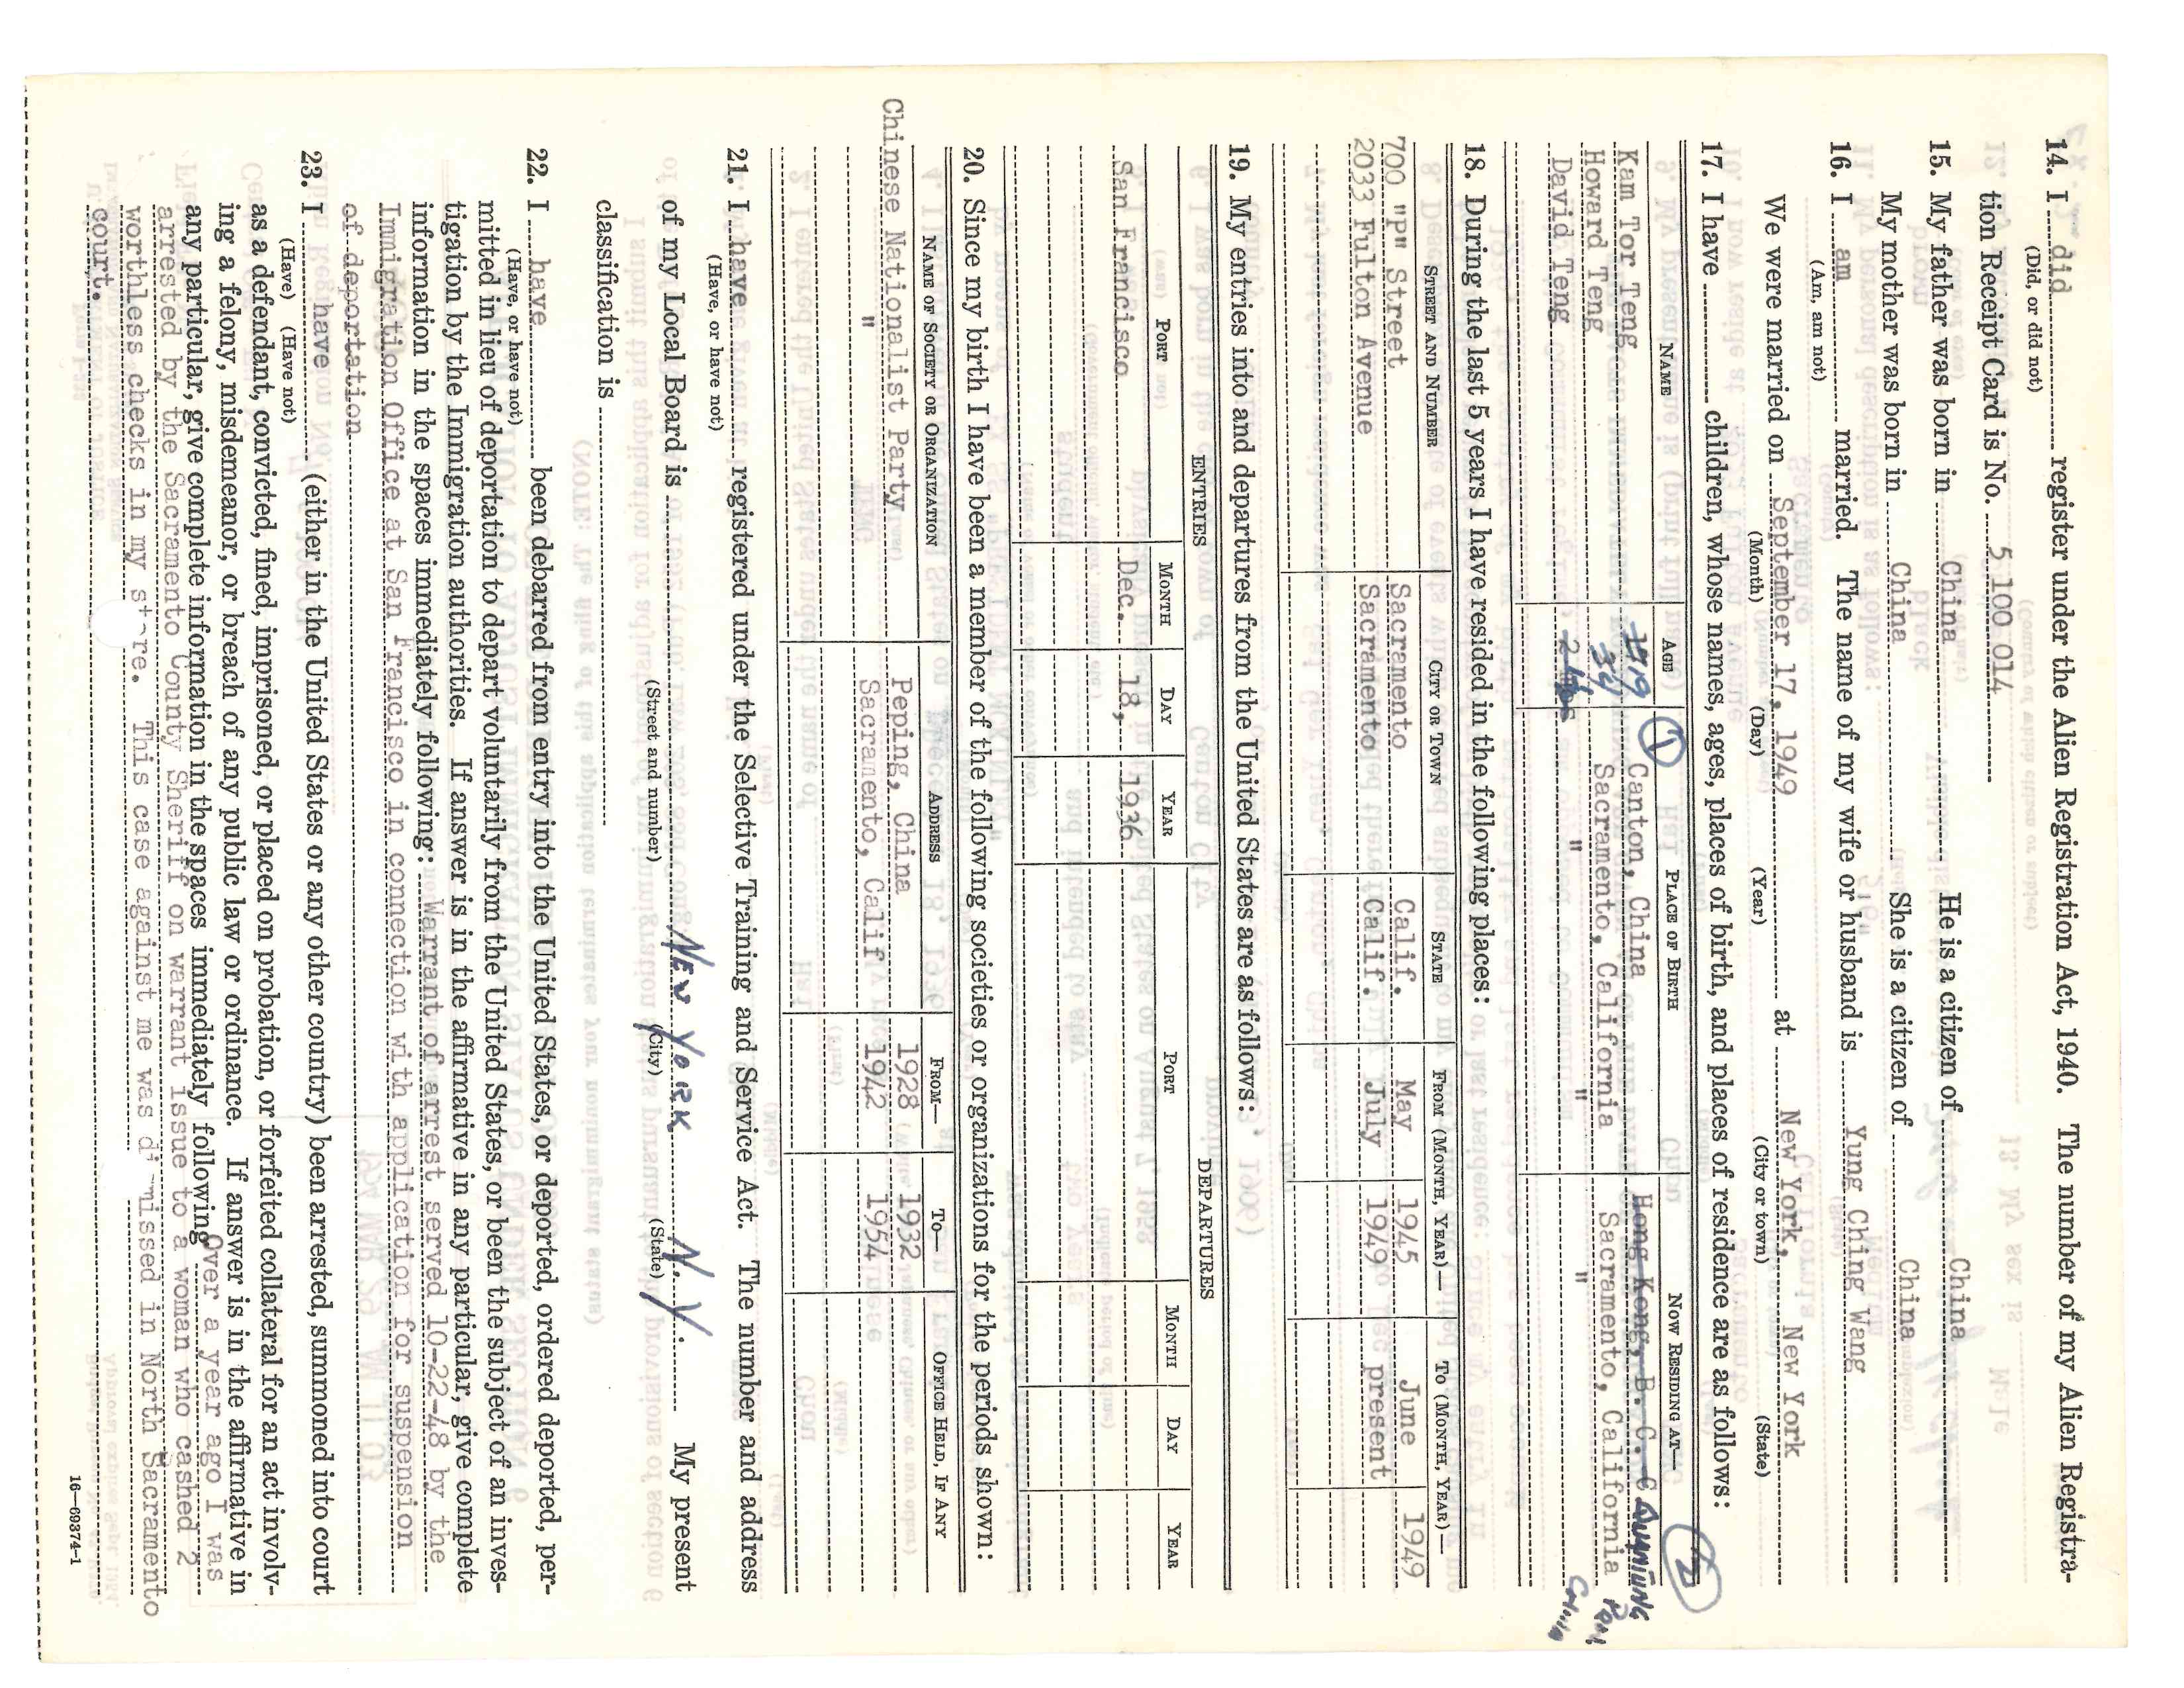 14. I did register under the Alien Registration Act, 1940. The number of my Alien Registra-
(Did, or did not)
tion Receipt Card is No. 5 100 014
15. My father was born in China He is a citizen of China
My mother was born in China She is a citizen of China
16. I am married. The name of my wife or husband is Yung Ching Wang
(Am, am not)
We were married on September 17, 1949 at New York, New York
(Month) (Day) (Year) (City or town) (State)
17. I have children, whose names, ages, places of birth, and places of residence are as follows:
NAME AGE 1 PLACE OF BIRTH NOW RESIDING AT— 2
Kam Tor Teng 19 Canton, China Hong Kong, B. C. C QUANTUNG
Howard Teng 4 Sacramento, California Sacramento, California Prov,
David Teng " " " China
18. During the last 5 years I have resided in the following places:
STREET AND NUMBER CITY OR TOWN STATE FROM (MONTH, YEAR)— TO (MONTH, YEAR)—
700 "P" Street Sacramento Calif. May 1945 June 1949
2033 Fulton Avenue Sacramento Calif. July 1949 present
19. My entries into and departures from the United States are as follows:
ENTRIES DEPARTURES
PORT MONTH DAY YEAR PORT MONTH DAY YEAR
San Francisco Dec. 18, 1936
20. Since my birth I have been a member of the following societies or organizations for the periods shown:
NAME OF SOCIETY OR ORGANIZATION ADDRESS FROM— TO— OFFICE HELD, IF ANY
Chinese Nationalist Party Peping, China 1928 1932
" Sacramento, Calif 1942 1954
21. I have registered under the Selective Training and Service Act. The number and address
(Have, or have not)
of my Local Board is NEW YORK N. Y. My present
(Street and number) (City) (State)
classification is
22. I have been debarred from entry into the United States, or deported, ordered deported, per-
(Have, or have not)
mitted in lieu of deportation to depart voluntarily from the United States, or been the subject of an inves-
tigation by the Immigration authorities. If answer is in the affirmative in any particular, give complete
information in the spaces immediately following: Warrant of arrest served 10-22-48 by the
Immigration Office at San Francisco in connection with application for suspension
of deportation
23. I have (either in the United States or any other country) been arrested, summoned into court
(Have) (Have not)
as a defendant, convicted, fined, imprisoned, or placed on probation, or forfeited collateral for an act involv-
ing a felony, misdemeanor, or breach of any public law or ordinance. If answer is in the affirmative in
any particular, give complete information in the spaces immediately following Over a year ago I was
arrested by the Sacramento County Sheriff on warrant issue to a woman who cashed 2
worthless checks in my store. This case against me was dismissed in North Sacramento
court.
16—69374-1